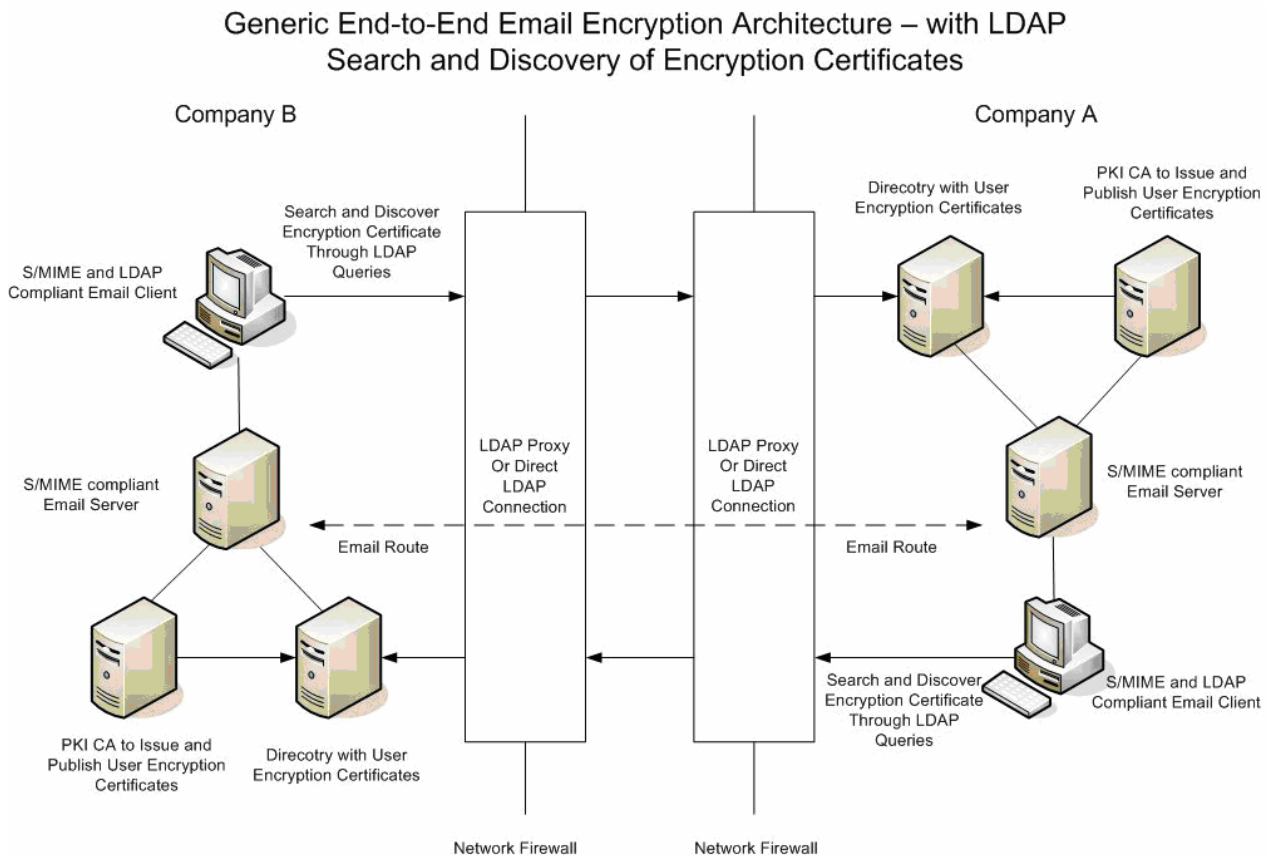 Generic End-to-End Email Encryption Architecture – with LDAP
Search and Discovery of Encryption Certificates
Company B
Company A
Search and Discover
Encryption Certificate
Through LDAP
Queries
Direcotry with User
Encryption Certificates
PKI CA to Issue and
Publish User Encryption
Certificates
S/MIME and LDAP
Compliant Email Client
LDAP Proxy
Or Direct
LDAP
Connection
LDAP Proxy
Or Direct
LDAP
Connection
S/MIME compliant
Email Server
S/MIME compliant
Email Server
Email Route
Email Route
PKI CA to Issue and
Publish User Encryption
Certificates
Direcotry with User
Encryption Certificates
Search and Discover
Encryption Certificate
Through LDAP
Queries
S/MIME and LDAP
Compliant Email Client
Network Firewall
Network Firewall